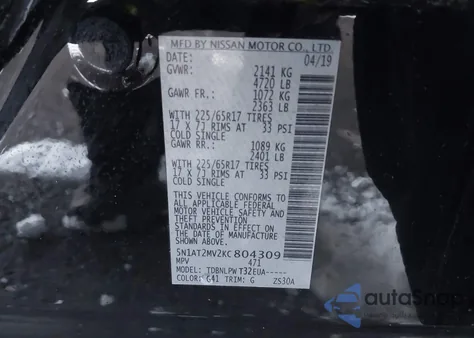 MFD BY NISSAN MOTOR CO., LTD.
DATE: 04/19
GVWR: 2141 KG
4720 LB
GAWR FR.: 1072 KG
2363 LB
WITH 225/65R17 TIRES
17 X 7J RIMS AT 33 PSI
COLD SINGLE
GAWR RR.: 1089 KG
2401 LB
WITH 225/65R17 TIRES
17 X 7J RIMS AT 33 PSI
COLD SINGLE
THIS VEHICLE CONFORMS TO
ALL APPLICABLE FEDERAL
MOTOR VEHICLE SAFETY AND
THEFT PREVENTION
STANDARDS IN EFFECT ON
THE DATE OF MANUFACTURE
SHOWN ABOVE.
5N1AT2MV2KC804309
MPV 471
MODEL: TDBNLPW T32EUA-----
COLOR: G41 TRIM: G ZS30A
autoSnap